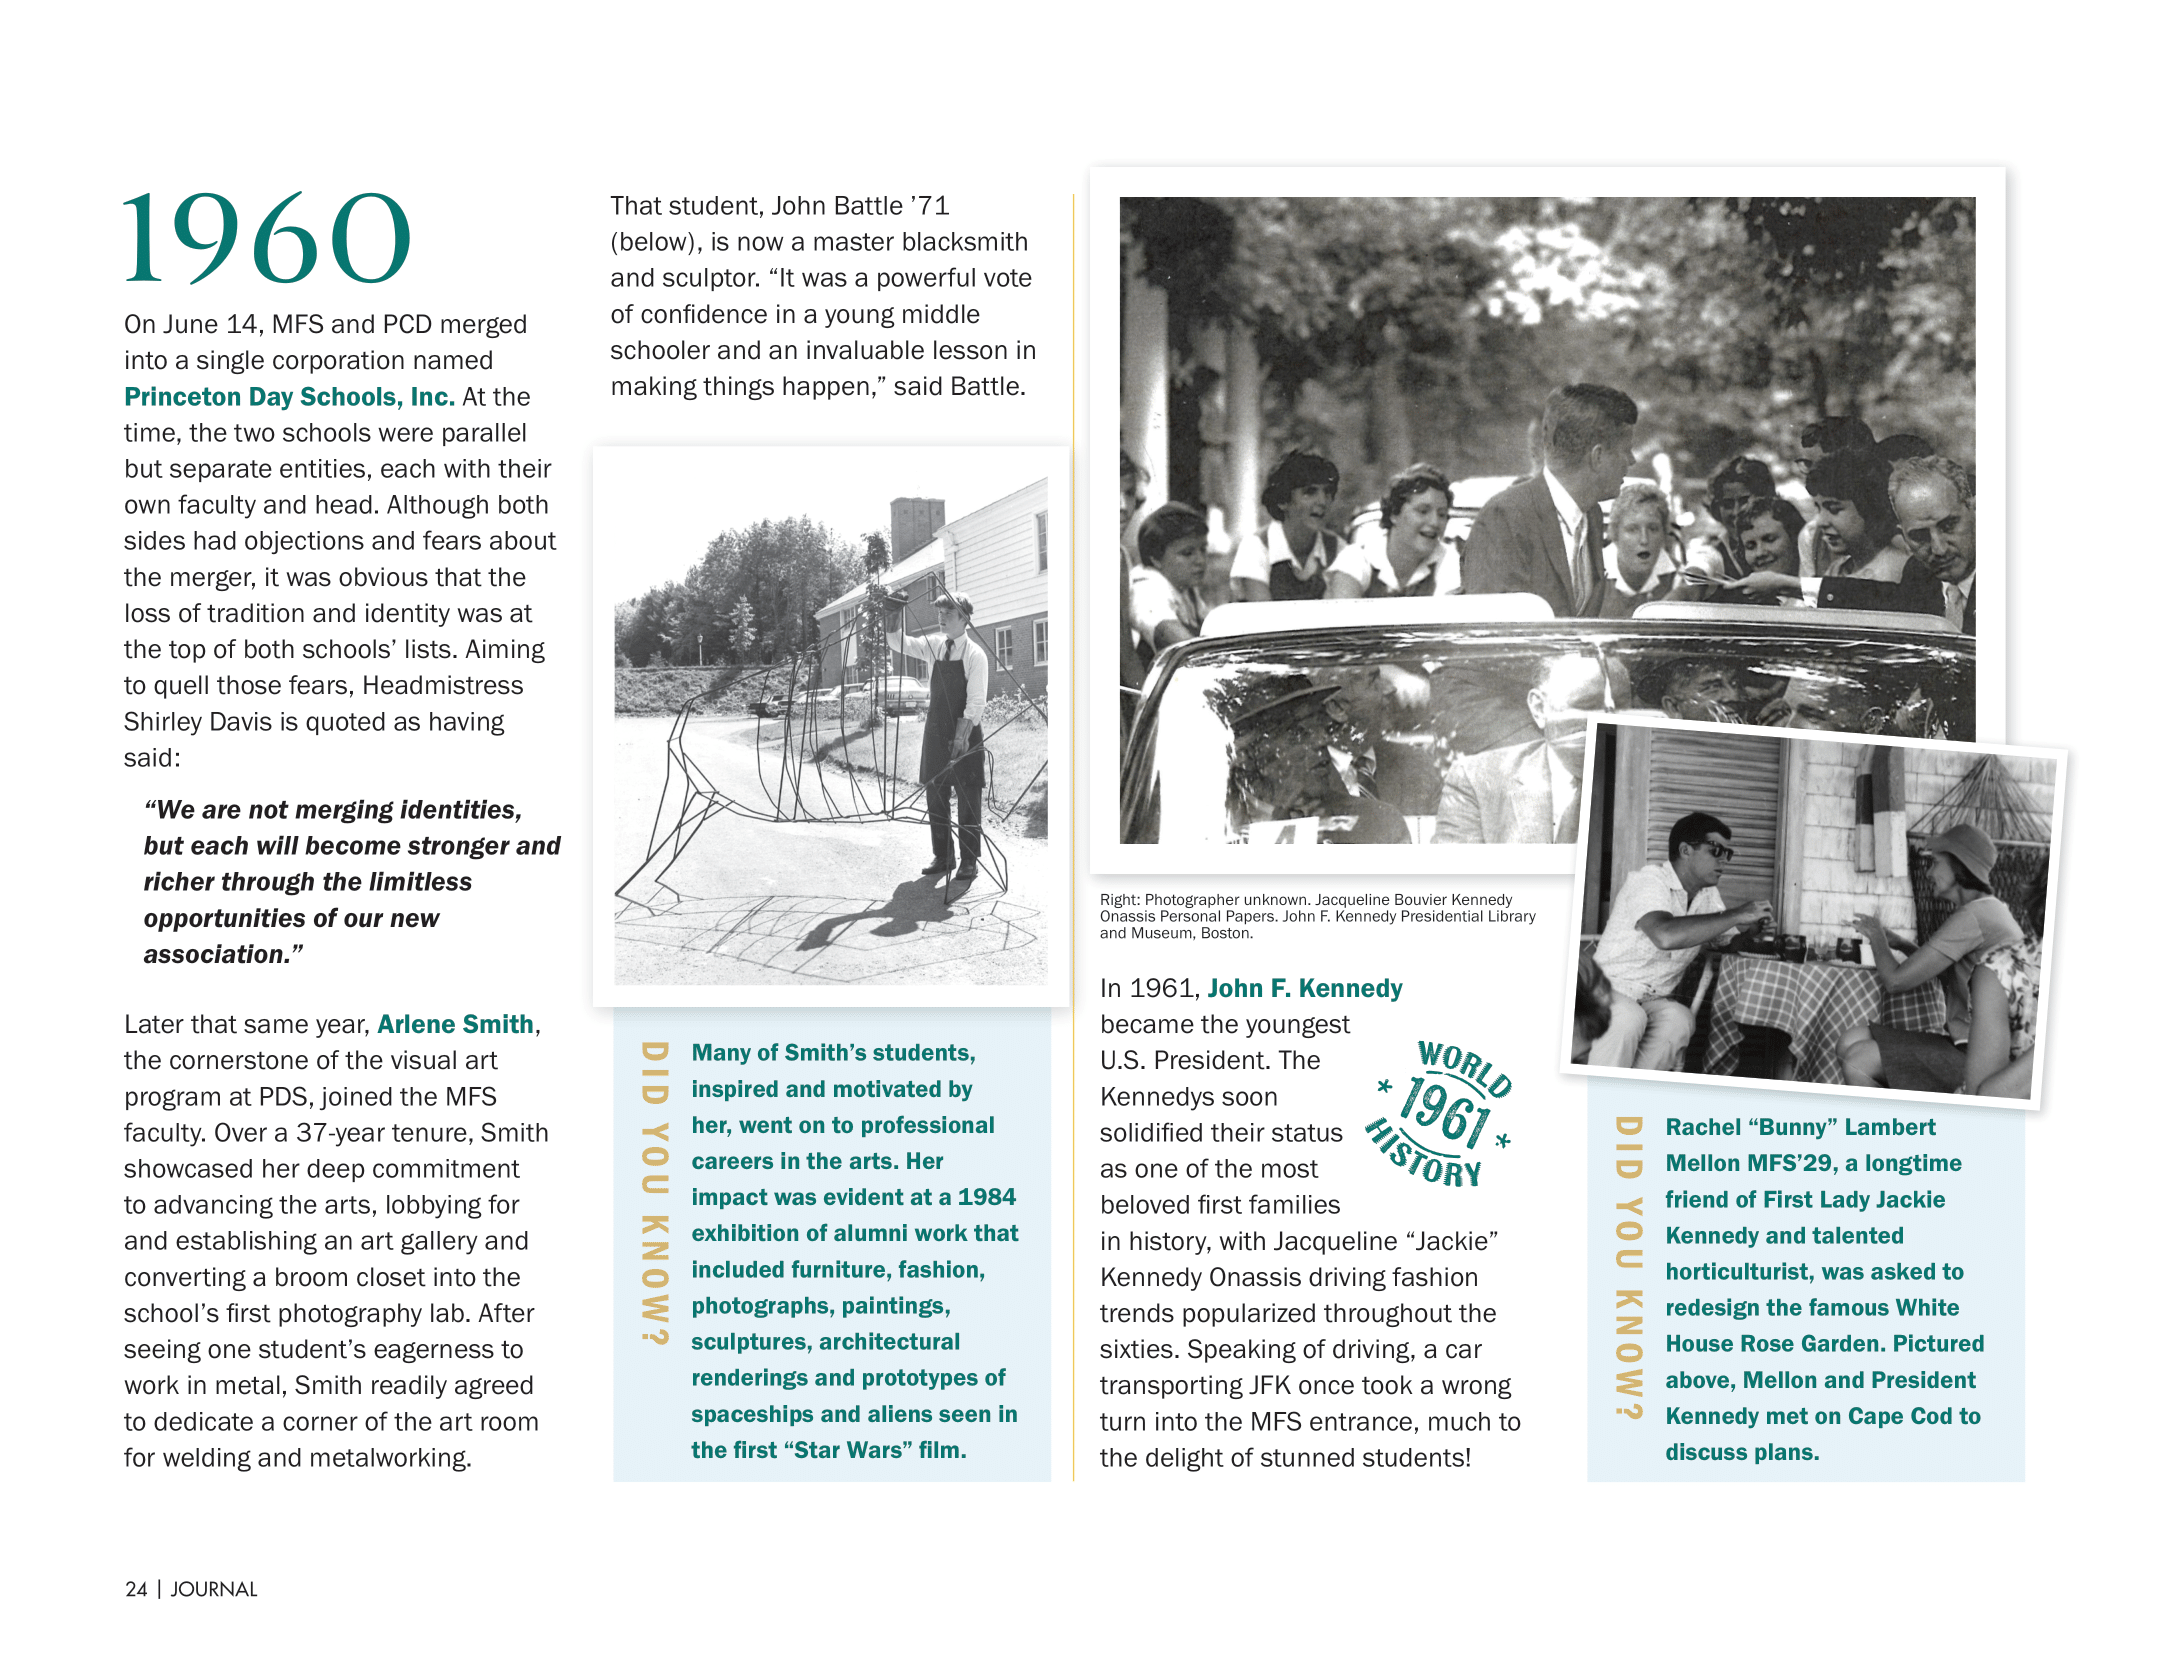 1960
On June 14, MFS and PCD merged
into a single corporation named
Princeton Day Schools, Inc. At the
time, the two schools were parallel
but separate entities, each with their
own faculty and head. Although both
sides had objections and fears about
the merger, it was obvious that the
loss of tradition and identity was at
the top of both schools’ lists. Aiming
to quell those fears, Headmistress
Shirley Davis is quoted as having
said:
“We are not merging identities,
but each will become stronger and
richer through the limitless
opportunities of our new
association.”
Later that same year, Arlene Smith,
the cornerstone of the visual art
program at PDS, joined the MFS
faculty. Over a 37-year tenure, Smith
showcased her deep commitment
to advancing the arts, lobbying for
and establishing an art gallery and
converting a broom closet into the
school’s first photography lab. After
seeing one student’s eagerness to
work in metal, Smith readily agreed
to dedicate a corner of the art room
for welding and metalworking.
That student, John Battle ’71
(below), is now a master blacksmith
and sculptor. “It was a powerful vote
of confidence in a young middle
schooler and an invaluable lesson in
making things happen,” said Battle.
DID YOU KNOW?
Many of Smith’s students,
inspired and motivated by
her, went on to professional
careers in the arts. Her
impact was evident at a 1984
exhibition of alumni work that
included furniture, fashion,
photographs, paintings,
sculptures, architectural
renderings and prototypes of
spaceships and aliens seen in
the first “Star Wars” film.
Right: Photographer unknown. Jacqueline Bouvier Kennedy
Onassis Personal Papers. John F. Kennedy Presidential Library
and Museum, Boston.
In 1961, John F. Kennedy
became the youngest
U.S. President. The
Kennedys soon
solidified their status
as one of the most
beloved first families
in history, with Jacqueline “Jackie”
Kennedy Onassis driving fashion
trends popularized throughout the
sixties. Speaking of driving, a car
transporting JFK once took a wrong
turn into the MFS entrance, much to
the delight of stunned students!
WORLD
* 1961 *
HISTORY
DID YOU KNOW?
Rachel “Bunny” Lambert
Mellon MFS’29, a longtime
friend of First Lady Jackie
Kennedy and talented
horticulturist, was asked to
redesign the famous White
House Rose Garden. Pictured
above, Mellon and President
Kennedy met on Cape Cod to
discuss plans.
24 | JOURNAL